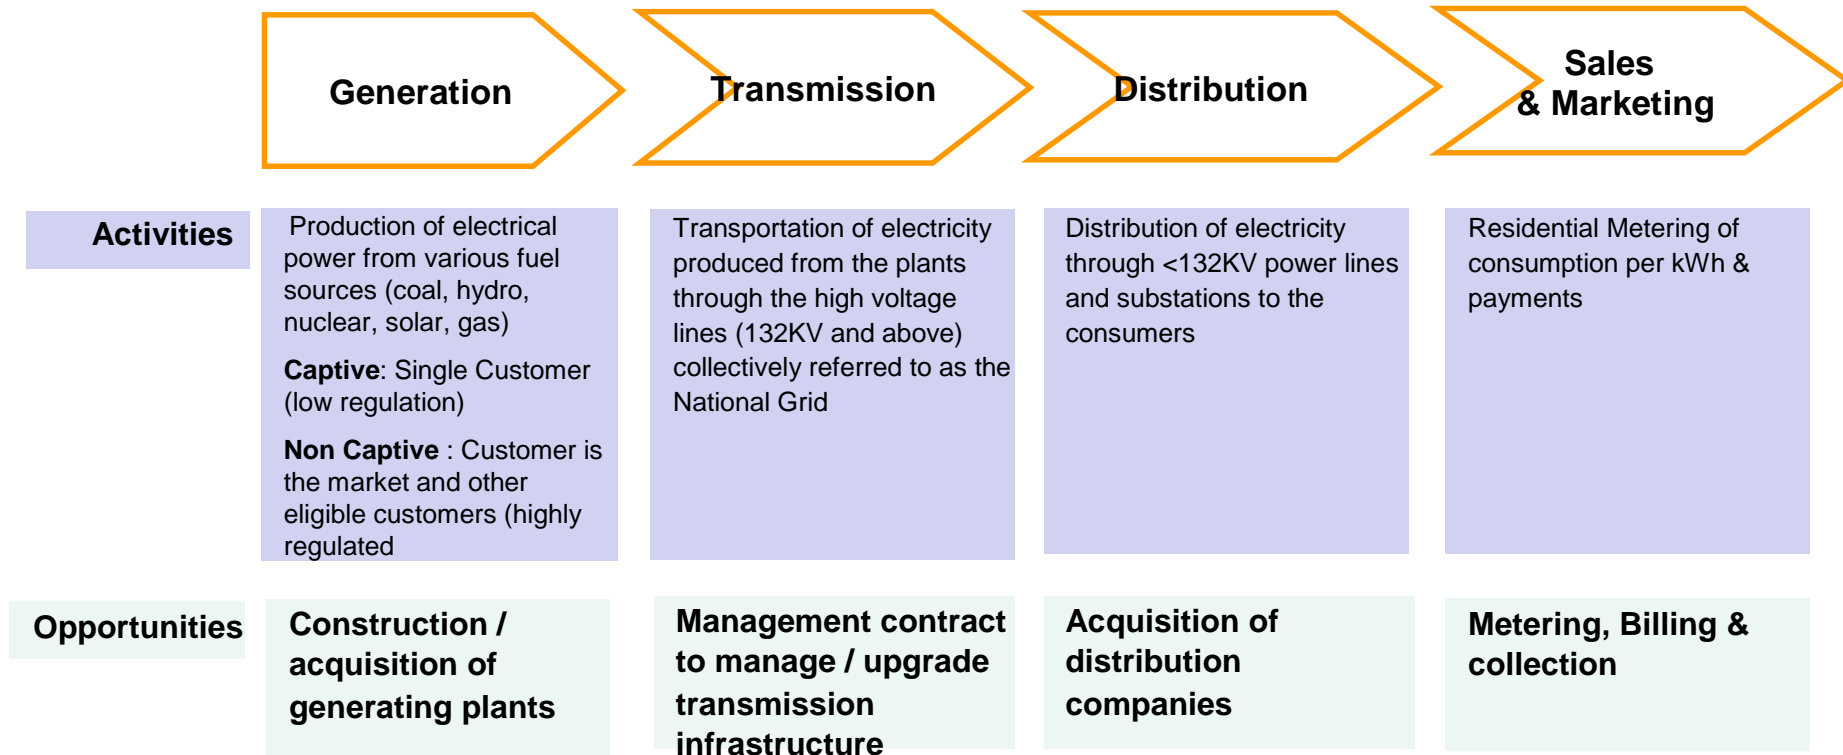 Generation
Transmission
Distribution
Sales
& Marketing
Activities
Production of electrical
power from various fuel
sources (coal, hydro,
nuclear, solar, gas)
Captive: Single Customer
(low regulation)
Non Captive : Customer is
the market and other
eligible customers (highly
regulated
Transportation of electricity
produced from the plants
through the high voltage
lines (132KV and above)
collectively referred to as the
National Grid
Distribution of electricity
through <132KV power lines
and substations to the
consumers
Residential Metering of
consumption per kWh &
payments
Opportunities
Construction /
acquisition of
generating plants
Management contract
to manage / upgrade
transmission
infrastructure
Acquisition of
distribution
companies
Metering, Billing &
collection